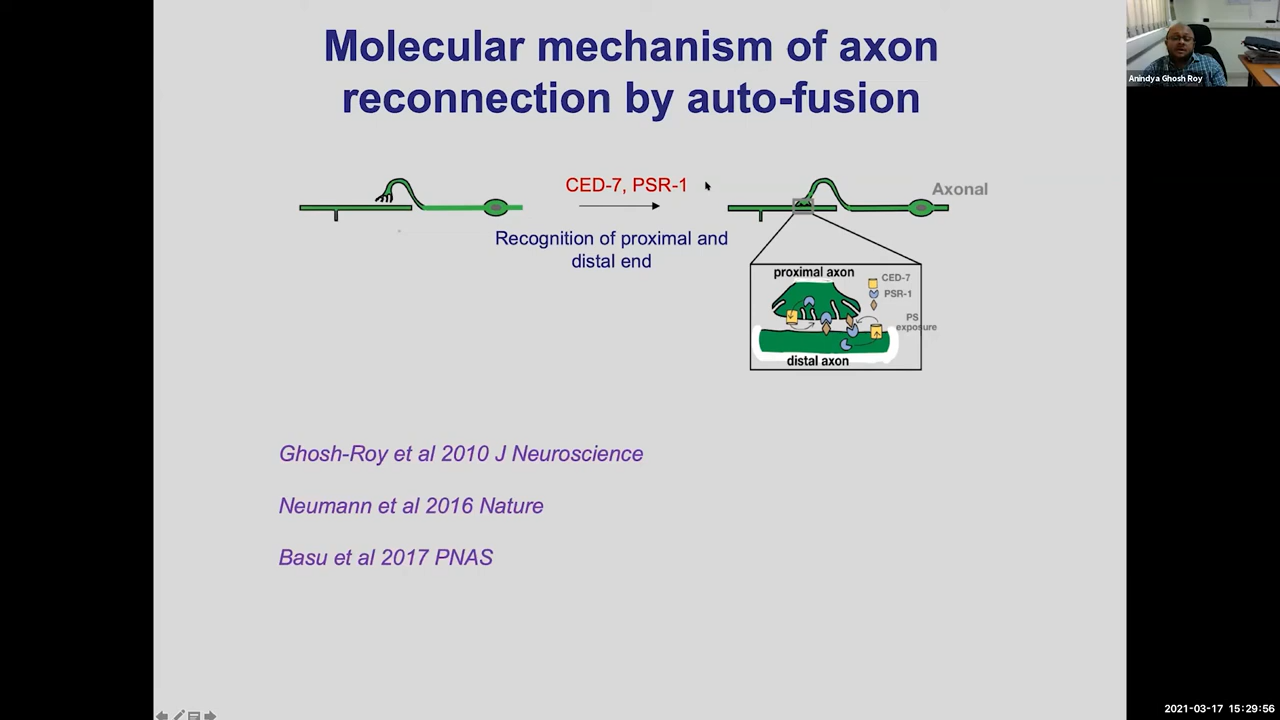 Molecular mechanism of axon
reconnection by auto-fusion
Anindya Ghosh Roy
CED-7, PSR-1
Recognition of proximal and
distal end
Axonal
proximal axon
CED-7
PSR-1
PS
exposure
distal axon
Ghosh-Roy et al 2010 J Neuroscience
Neumann et al 2016 Nature
Basu et al 2017 PNAS
2021-03-17 15:29:56